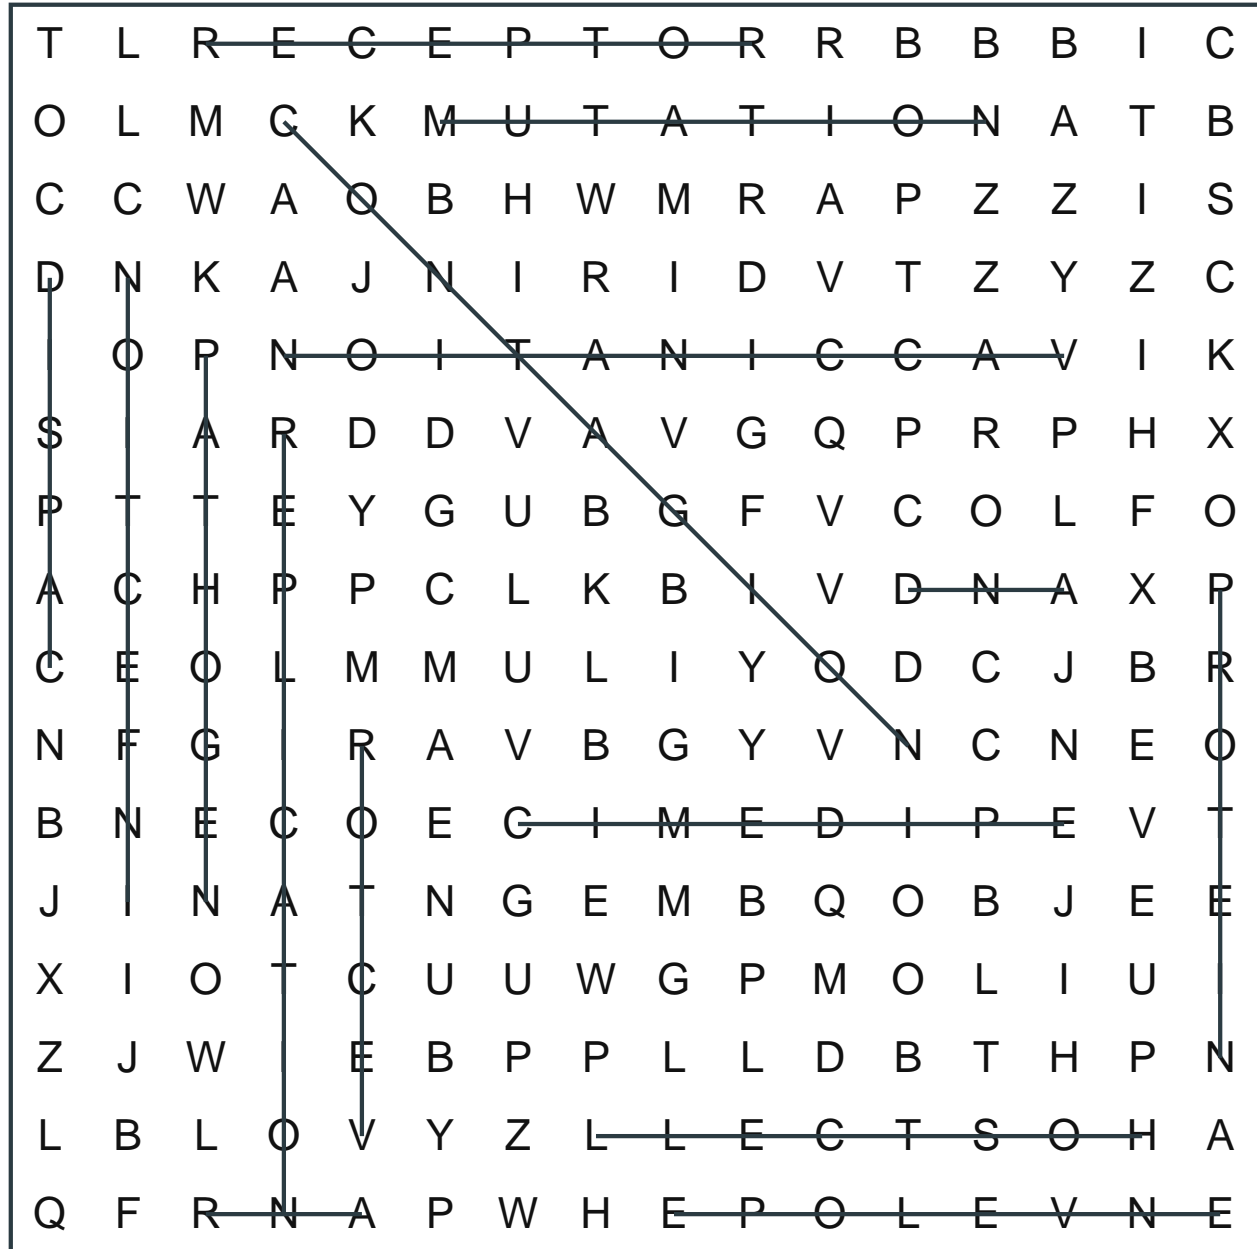 T L R E C E P T O R R B B B I C
O L M C K M U T A T I O N A T B
C C W A O B H W M R A P Z Z I S
D N K A J N I R I D V T Z Y Z C
I O P N O I T A N I C C A V I K
S I A R D D V A V G Q P R P H X
P T T E Y G U B G F V C O L F O
A C H P P C L K B I V D N A X P
C E O L M M U L I Y O D C J B R
N F G I R A V B G Y V N C N E O
B N E C O E C I M E D I P E V T
J I N A T N G E M B Q O B J E E
X I O T C U U W G P M O L I U I
Z J W I E B P P L L D B T H P N
L B L O V Y Z L L E C T S O H A
Q F R N A P W H E P O L E V N E